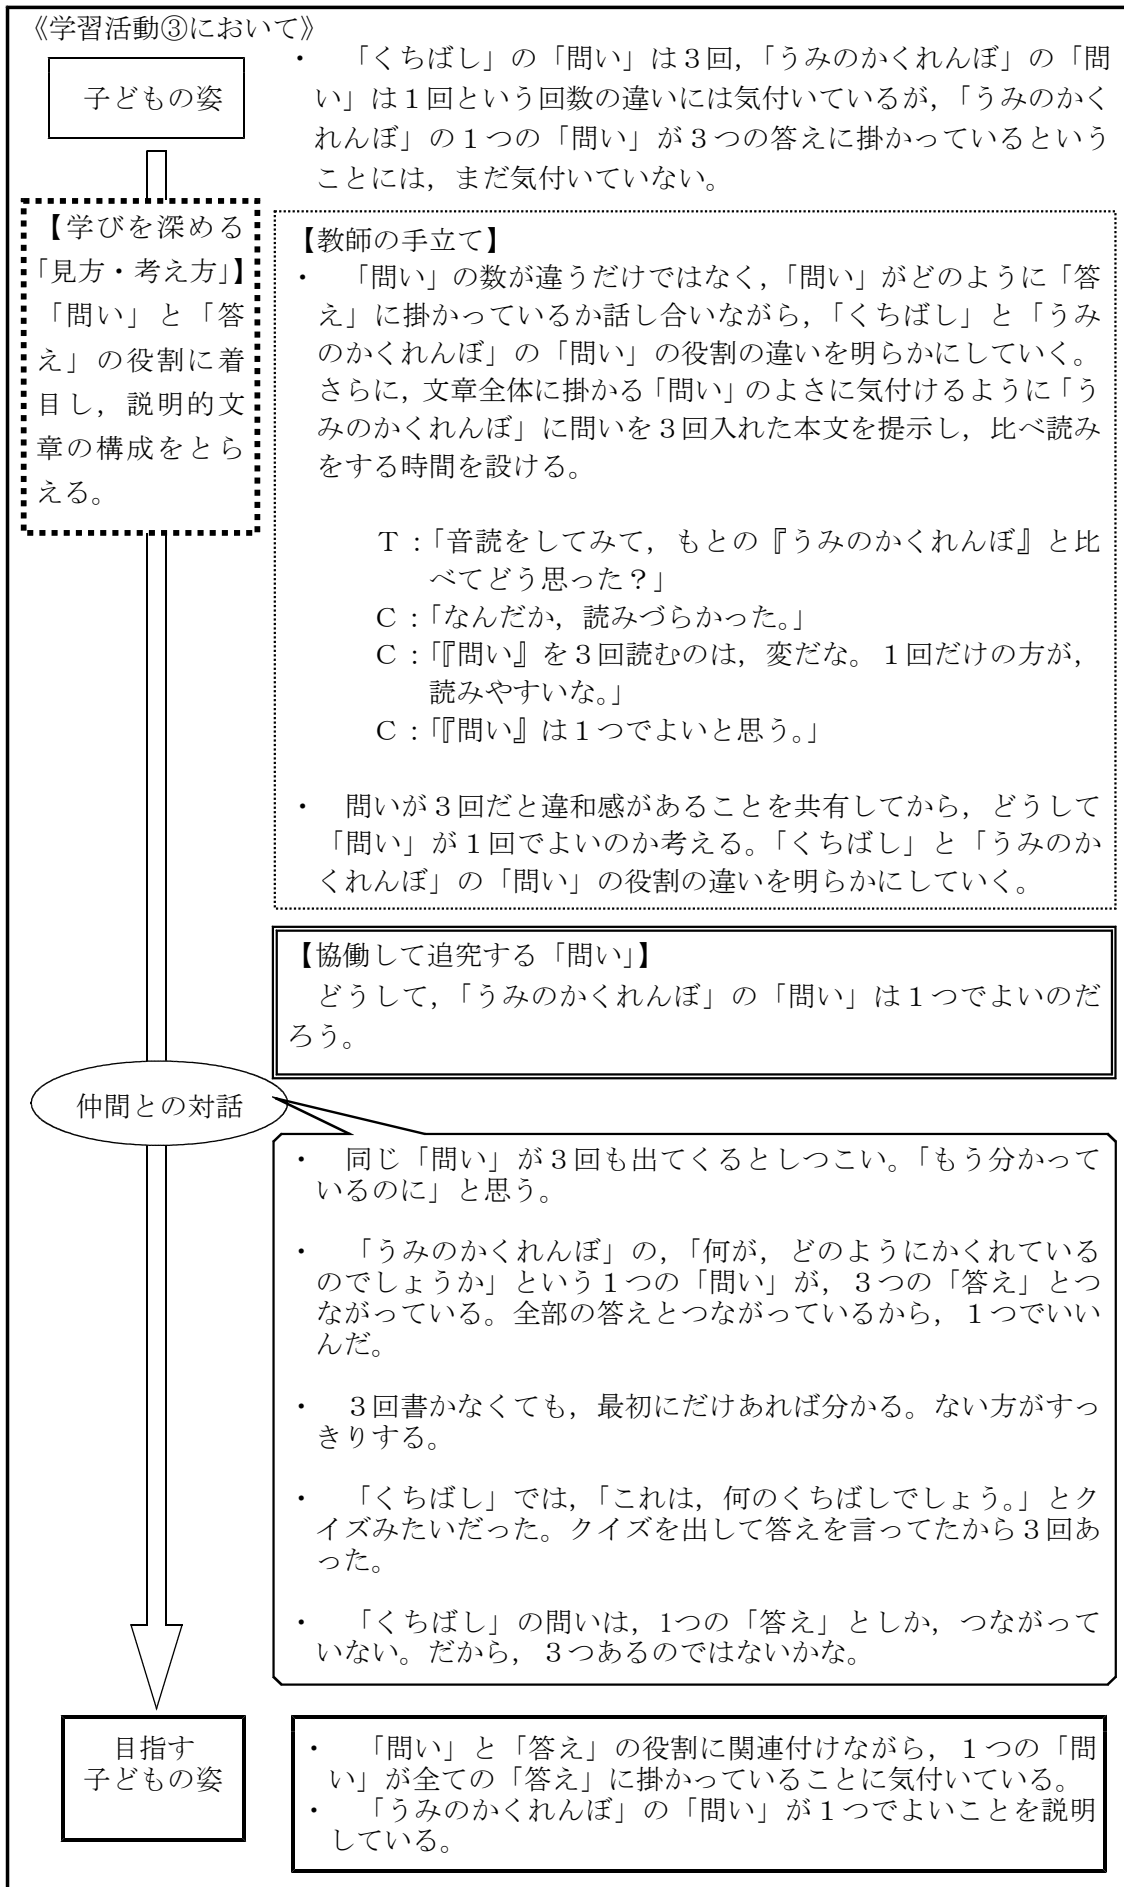 《学習活動③において》
子どもの姿
・　「くちばし」の「問い」は３回，「うみのかくれんぼ」の「問
い」は１回という回数の違いには気付いているが，「うみのかく
れんぼ」の１つの「問い」が３つの答えに掛かっているという
ことには，まだ気付いていない。
【学びを深める
「見方・考え方」】
「問い」と「答
え」の役割に着
目し，説明的文
章の構成をとら
える。
【教師の手立て】
・　「問い」の数が違うだけではなく，「問い」がどのように「答
え」に掛かっているか話し合いながら，「くちばし」と「うみ
のかくれんぼ」の「問い」の役割の違いを明らかにしていく。
さらに，文章全体に掛かる「問い」のよさに気付けるように「う
みのかくれんぼ」に問いを３回入れた本文を提示し，比べ読み
をする時間を設ける。
Ｔ：「音読をしてみて，もとの『うみのかくれんぼ』と比
べてどう思った？」
Ｃ：「なんだか，読みづらかった。」
Ｃ：「『問い』を３回読むのは，変だな。１回だけの方が，
読みやすいな。」
Ｃ：「『問い』は１つでよいと思う。」
・　問いが３回だと違和感があることを共有してから，どうして
「問い」が１回でよいのか考える。「くちばし」と「うみのか
くれんぼ」の「問い」の役割の違いを明らかにしていく。
【協働して追究する「問い」】
どうして，「うみのかくれんぼ」の「問い」は１つでよいのだ
ろう。
仲間との対話
・　同じ「問い」が３回も出てくるとしつこい。「もう分かって
いるのに」と思う。
・　「うみのかくれんぼ」の，「何が，どのようにかくれている
のでしょうか」という１つの「問い」が，３つの「答え」とつ
ながっている。全部の答えとつながっているから，１つでいい
んだ。
・　３回書かなくても，最初にだけあれば分かる。ない方がすっ
きりする。
・　「くちばし」では，「これは，何のくちばしでしょう。」とク
イズみたいだった。クイズを出して答えを言ってたから３回あ
った。
・　「くちばし」の問いは，1つの「答え」としか，つながって
いない。だから，３つあるのではないかな。
目指す
子どもの姿
・　「問い」と「答え」の役割に関連付けながら，１つの「問
い」が全ての「答え」に掛かっていることに気付いている。
・　「うみのかくれんぼ」の「問い」が１つでよいことを説明
している。